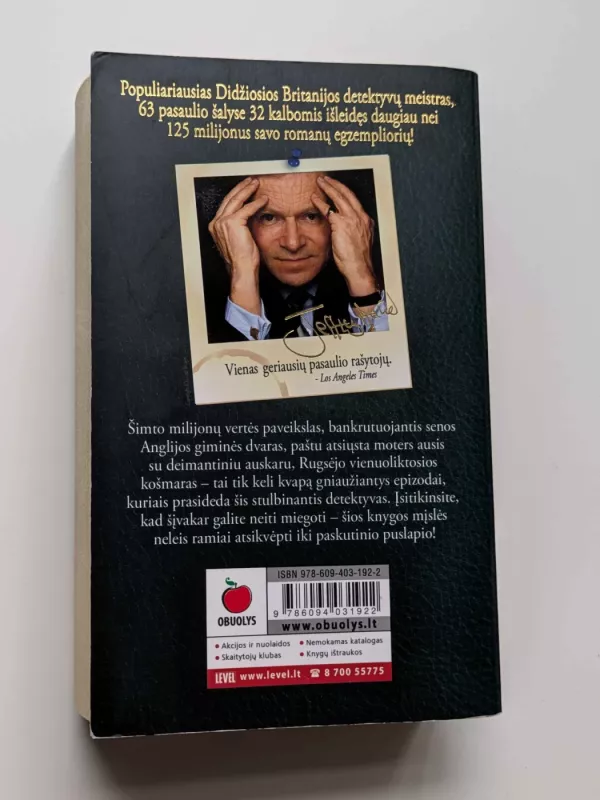 Populiariausias Didžiosios Britanijos detektyvų meistras,
63 pasaulio šalyse 32 kalbomis išleidęs daugiau nei
125 milijonus savo romanų egzempliorių!
Vienas geriausių pasaulio rašytojų.
- Los Angeles Times
Šimto milijonų vertės paveikslas, bankrutuojantis senos
Anglijos giminės dvaras, paštu atsiųsta moters ausis
su deimantiniu auskaru. Rugsėjo vienuoliktosios
košmaras – tai tik keli kvapą gniaužiantys epizodai,
kuriais prasideda šis stulbinantis detektyvas. Įsitikinsite,
kad šįvakar galite neiti miegoti – šios knygos mįslės
neleis ramiai atsikvėpti iki paskutinio puslapio!
OBUOLYS
ISBN 978-609-403-192-2
9 786094 031922
www.obuolys.lt
• Akcijos ir nuolaidos • Nemokamas katalogas
• Skaitytojų klubas • Knygų ištraukos
LEVEL www.level.lt ☎ 8 700 55775